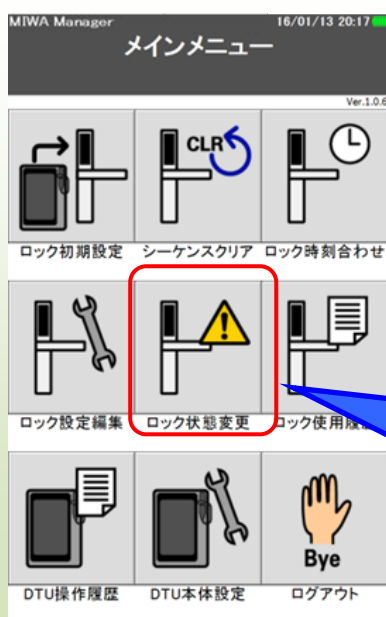 MIWA Manager 16/01/13 20:17
メインメニュー
Ver.1.0.6
CLR
ロック初期設定 シーケンスクリア ロック時刻合わせ
ロック設定編集 ロック状態変更 ロック使用履
Bye
DTU操作履歴 DTU本体設定 ログアウト